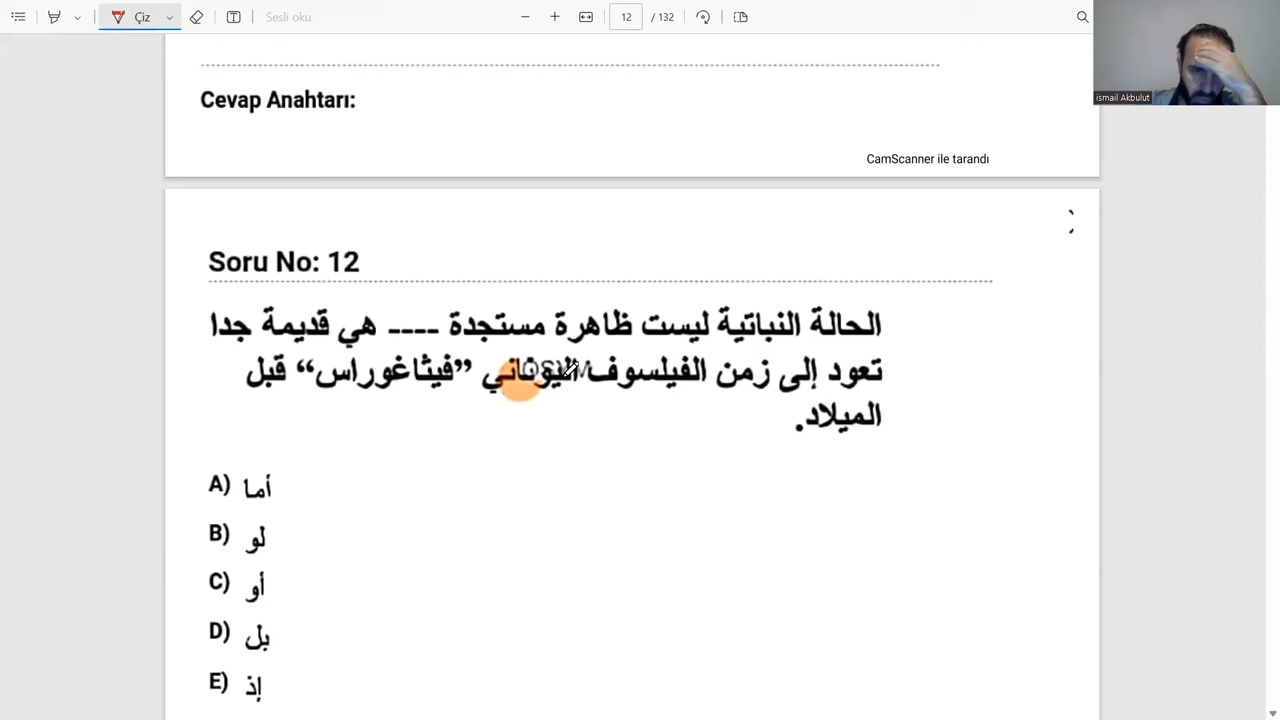 Çiz
Sesli oku
12 / 132
ismail Akbulut
Cevap Anahtarı:
CamScanner ile tarandı
Soru No: 12
الحالة النباتية ليست ظاهرة مستجدة ---- هي قديمة جدا
تعود إلى زمن الفيلسوف اليوناني ”فيثاغوراس“ قبل
الميلاد.
A) أما
B) لو
C) أو
D) بل
E) إذ